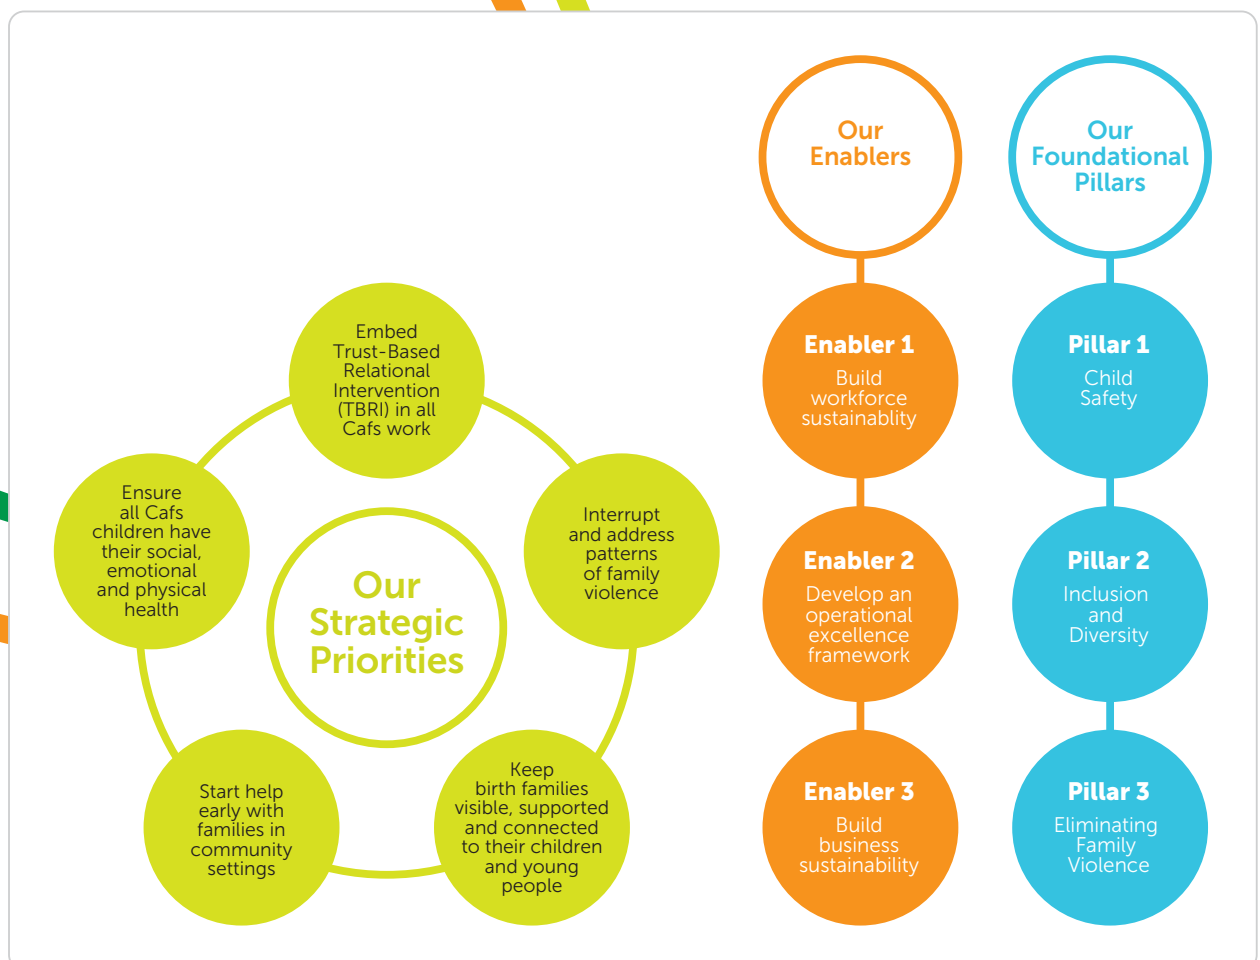 Our
Strategic
Priorities
Embed
Trust-Based
Relational
Intervention
(TBRI) in all
Cafs work
Interrupt
and address
patterns
of family
violence
Keep
birth families
visible, supported
and connected
to their children
and young
people
Start help
early with
families in
community
settings
Ensure
all Cafs
children have
their social,
emotional
and physical
health
Our
Enablers
Enabler 1
Build
workforce
sustainablity
Enabler 2
Develop an
operational
excellence
framework
Enabler 3
Build
business
sustainability
Our
Foundational
Pillars
Pillar 1
Child
Safety
Pillar 2
Inclusion
and
Diversity
Pillar 3
Eliminating
Family
Violence